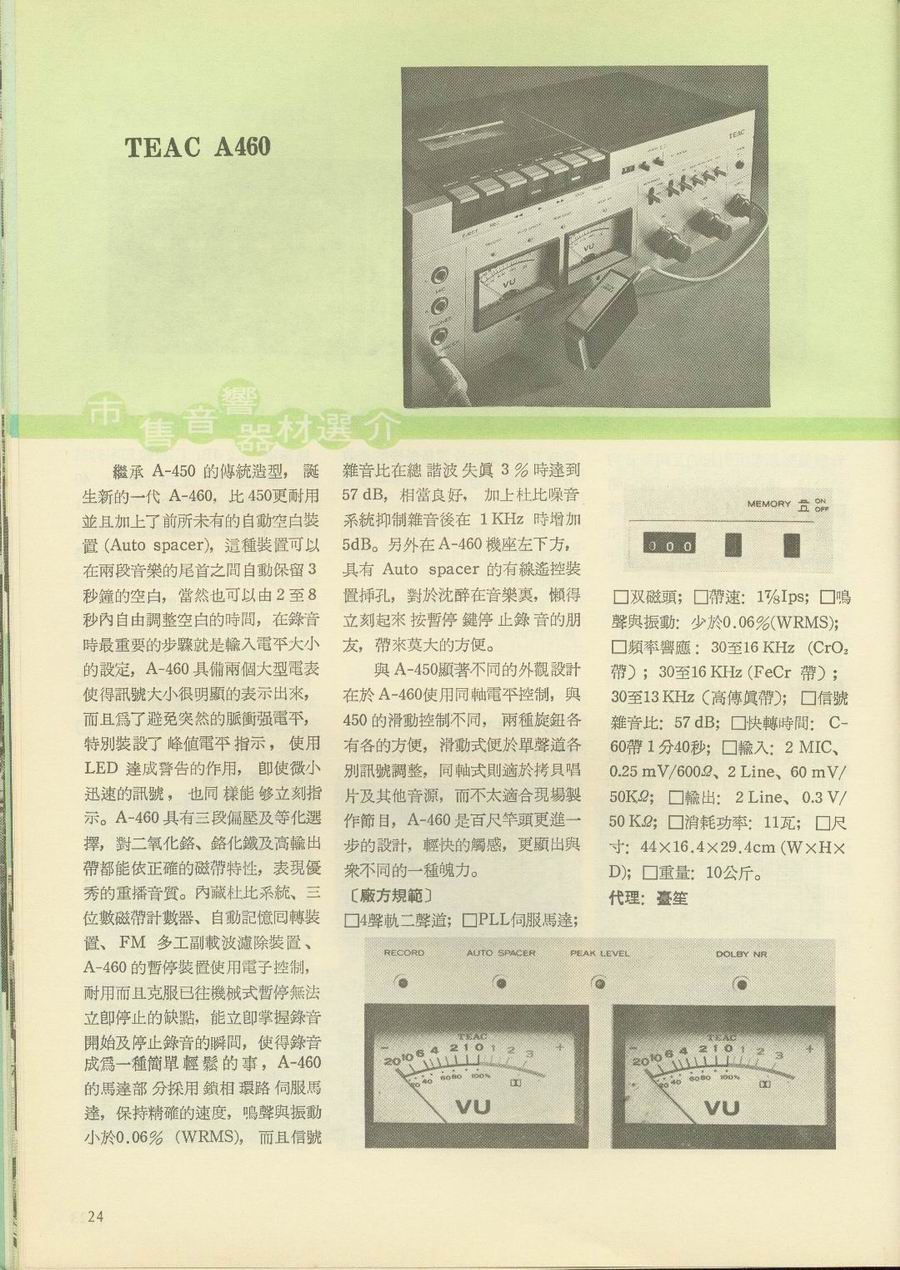 TEAC A460
TEAC
VU
VU
市售音響器材選介
繼承 A-450 的傳統造型，誕
生新的一代 A-460，比 450更耐用
並且加上了前所未有的自動空白裝
置 (Auto spacer)，這種裝置可以
在兩段音樂的尾首之間自動保留 3
秒鐘的空白，當然也可以由 2 至 8
秒內自由調整空白的時間，在錄音
時最重要的步驟就是輸入電平大小
的設定，A-460 具備兩個大型電表
使得訊號大小很明顯的表示出來，
而且爲了避免突然的脈衝强電平，
特別裝設了峰值電平指示，使用
LED 達成警告的作用，卽使微小
迅速的訊號，也同樣能够立刻指
示。A-460 具有三段偏壓及等化選
擇，對二氧化鉻、鉻化鐵及高輸出
帶都能依正確的磁帶特性，表現優
秀的重播音質。內藏杜比系統、三
位數磁帶計數器、自動記憶回轉裝
置、FM 多工副載波濾除裝置、
A-460 的暫停裝置使用電子控制，
耐用而且克服已往機械式暫停無法
立卽停止的缺點，能立卽掌握錄音
開始及停止錄音的瞬間，使得錄音
成爲一種簡單輕鬆的事，A-460
的馬達部分採用鎖相環路伺服馬
達，保持精確的速度，鳴聲與振動
小於0.06% (WRMS)，而且信號
雜音比在總諧波失眞 3 % 時達到
57 dB，相當良好，加上杜比噪音
系統抑制雜音後在 1 KHz 時增加
5dB。另外在 A-460 機座左下方，
具有 Auto spacer 的有線遙控裝
置揷孔，對於沈醉在音樂裏，懶得
立刻起來按暫停鍵停止錄音的朋
友，帶來莫大的方便。
與 A-450顯著不同的外觀設計
在於 A-460使用同軸電平控制，與
450 的滑動控制不同，兩種旋鈕各
有各的方便，滑動式便於單聲道各
別訊號調整，同軸式則適於拷貝唱
片及其他音源，而不太適合現場製
作節目，A-460 是百尺竿頭更進一
步的設計，輕快的觸感，更顯出與
衆不同的一種魄力。
〔廠方規範〕
□4聲軌二聲道；□PLL伺服馬達；
MEMORY ON OFF
0 0 0
□双磁頭；□帶速：1⅞Ips；□鳴
聲與振動：少於0.06%(WRMS)；
□頻率響應：30至16 KHz (CrO₂
帶)；30至16 KHz (FeCr 帶)；
30至13 KHz（高傳眞帶)；□信號
雜音比：57 dB；□快轉時間：C-
60帶 1 分40秒；□輸入：2 MIC、
0.25 mV/600Ω、2 Line、60 mV/
50KΩ；□輸出：2 Line、0.3 V/
50 KΩ；□消耗功率：11瓦；□尺
寸：44×16.4×29.4cm (W×H×
D)；□重量：10公斤。
代理：臺笙
RECORD AUTO SPACER PEAK LEVEL DOLBY NR
TEAC
- 20 10 6 4 2 1 0 1 2 3 +
20 40 60 80 100%
VU
TEAC
- 20 10 6 4 2 1 0 1 2 3 +
20 40 60 80 100%
VU
24